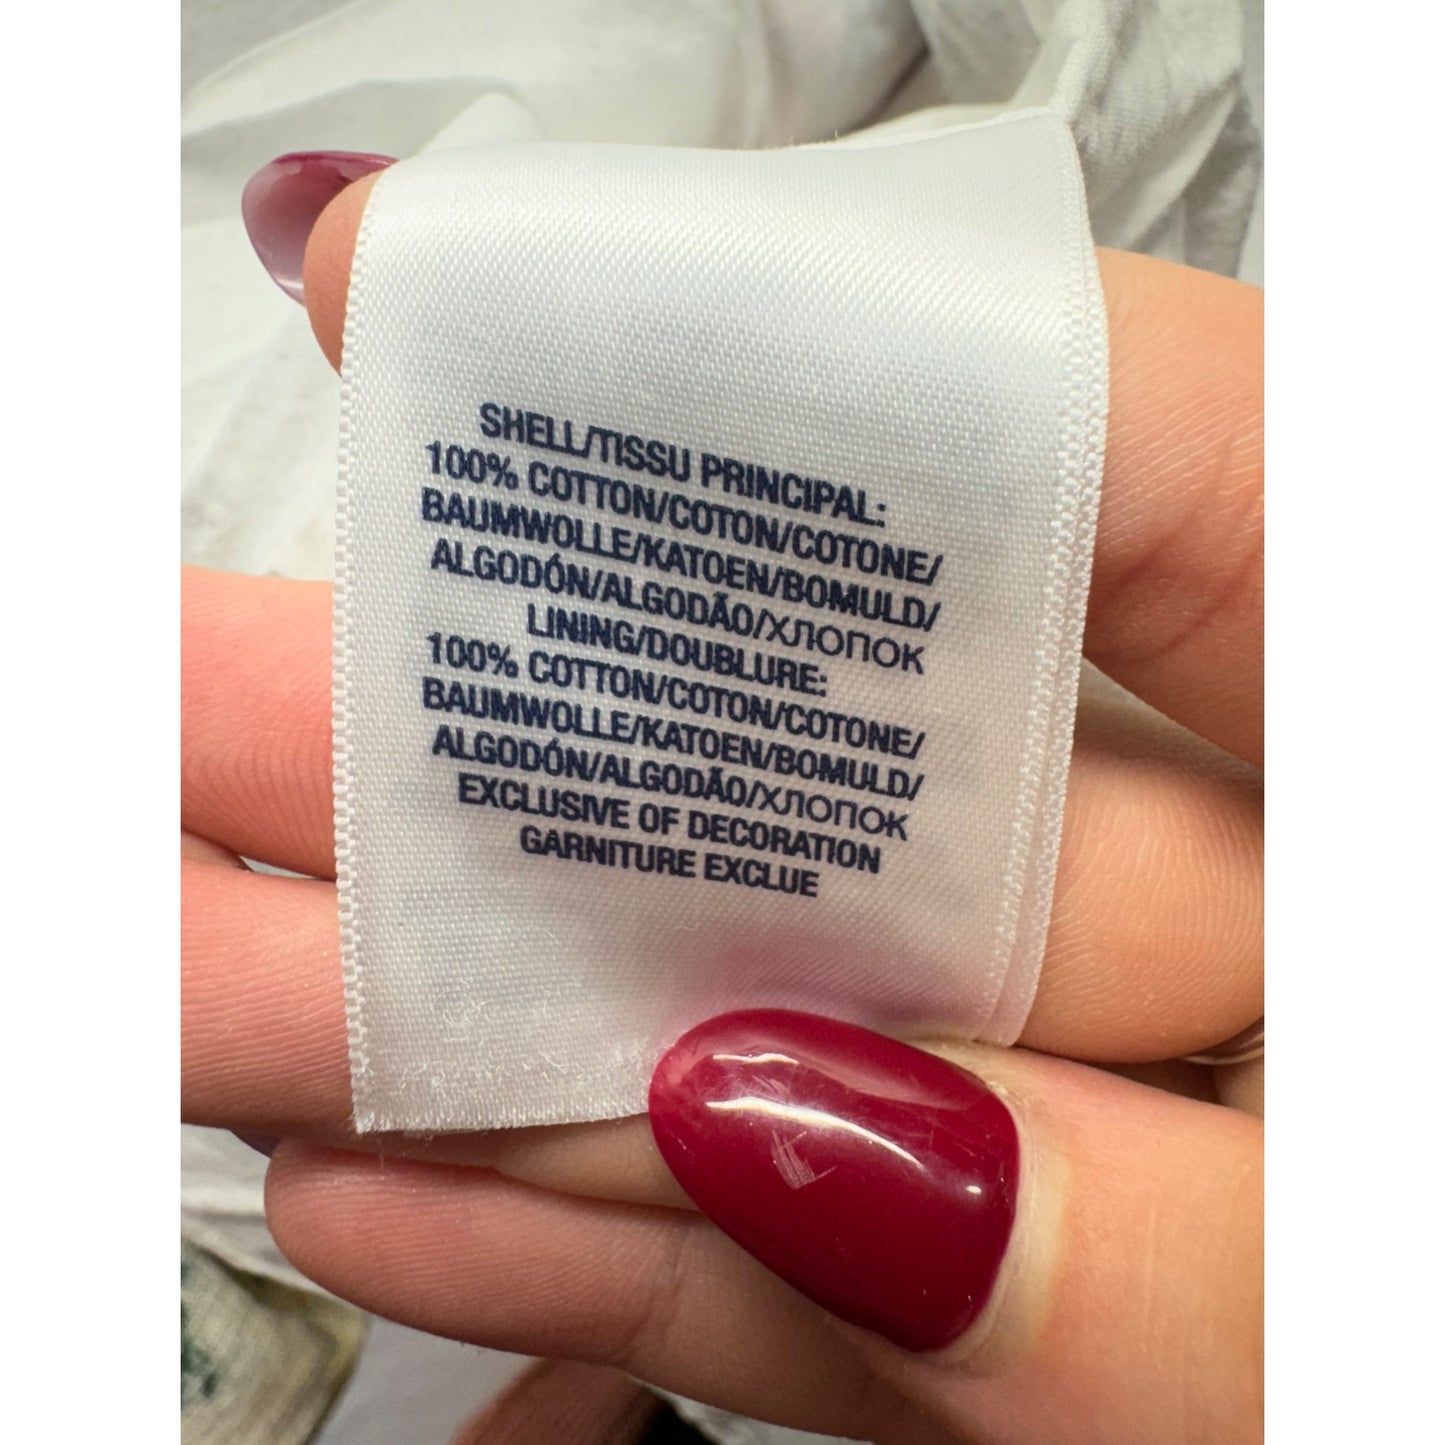 SHELL/TISSU PRINCIPAL:
100% COTTON/COTON/COTONE/
BAUMWOLLE/KATOEN/BOMULD/
ALGODÓN/ALGODÃO/ХЛОПОК
LINING/DOUBLURE:
100% COTTON/COTON/COTONE/
BAUMWOLLE/KATOEN/BOMULD/
ALGODÓN/ALGODÃO/ХЛОПОК
EXCLUSIVE OF DECORATION
GARNITURE EXCLUE